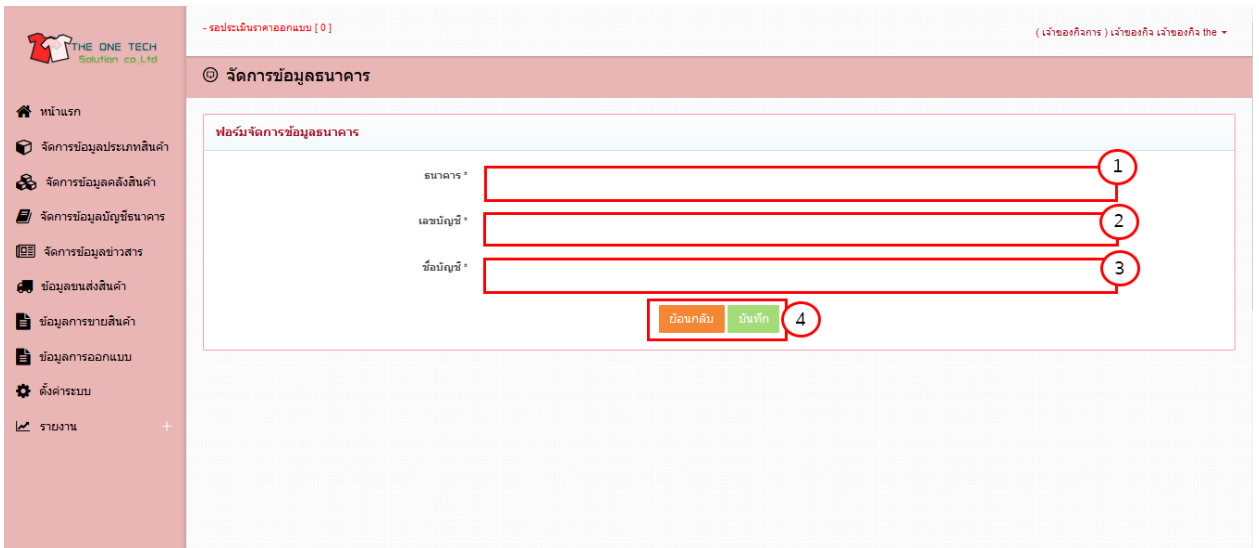 THE ONE TECH
Solution co.,Ltd
- รอประเมินราคาออกแบบ [ 0 ]
( เจ้าของกิจการ ) เจ้าของกิจ เจ้าของกิจ the
จัดการข้อมูลธนาคาร
หน้าแรก
จัดการข้อมูลประเภทสินค้า
จัดการข้อมูลคลังสินค้า
จัดการข้อมูลบัญชีธนาคาร
จัดการข้อมูลข่าวสาร
ข้อมูลขนส่งสินค้า
ข้อมูลการขายสินค้า
ข้อมูลการออกแบบ
ตั้งค่าระบบ
รายงาน +
ฟอร์มจัดการข้อมูลธนาคาร
ธนาคาร * 1
เลขบัญชี * 2
ชื่อบัญชี * 3
ย้อนกลับ บันทึก 4